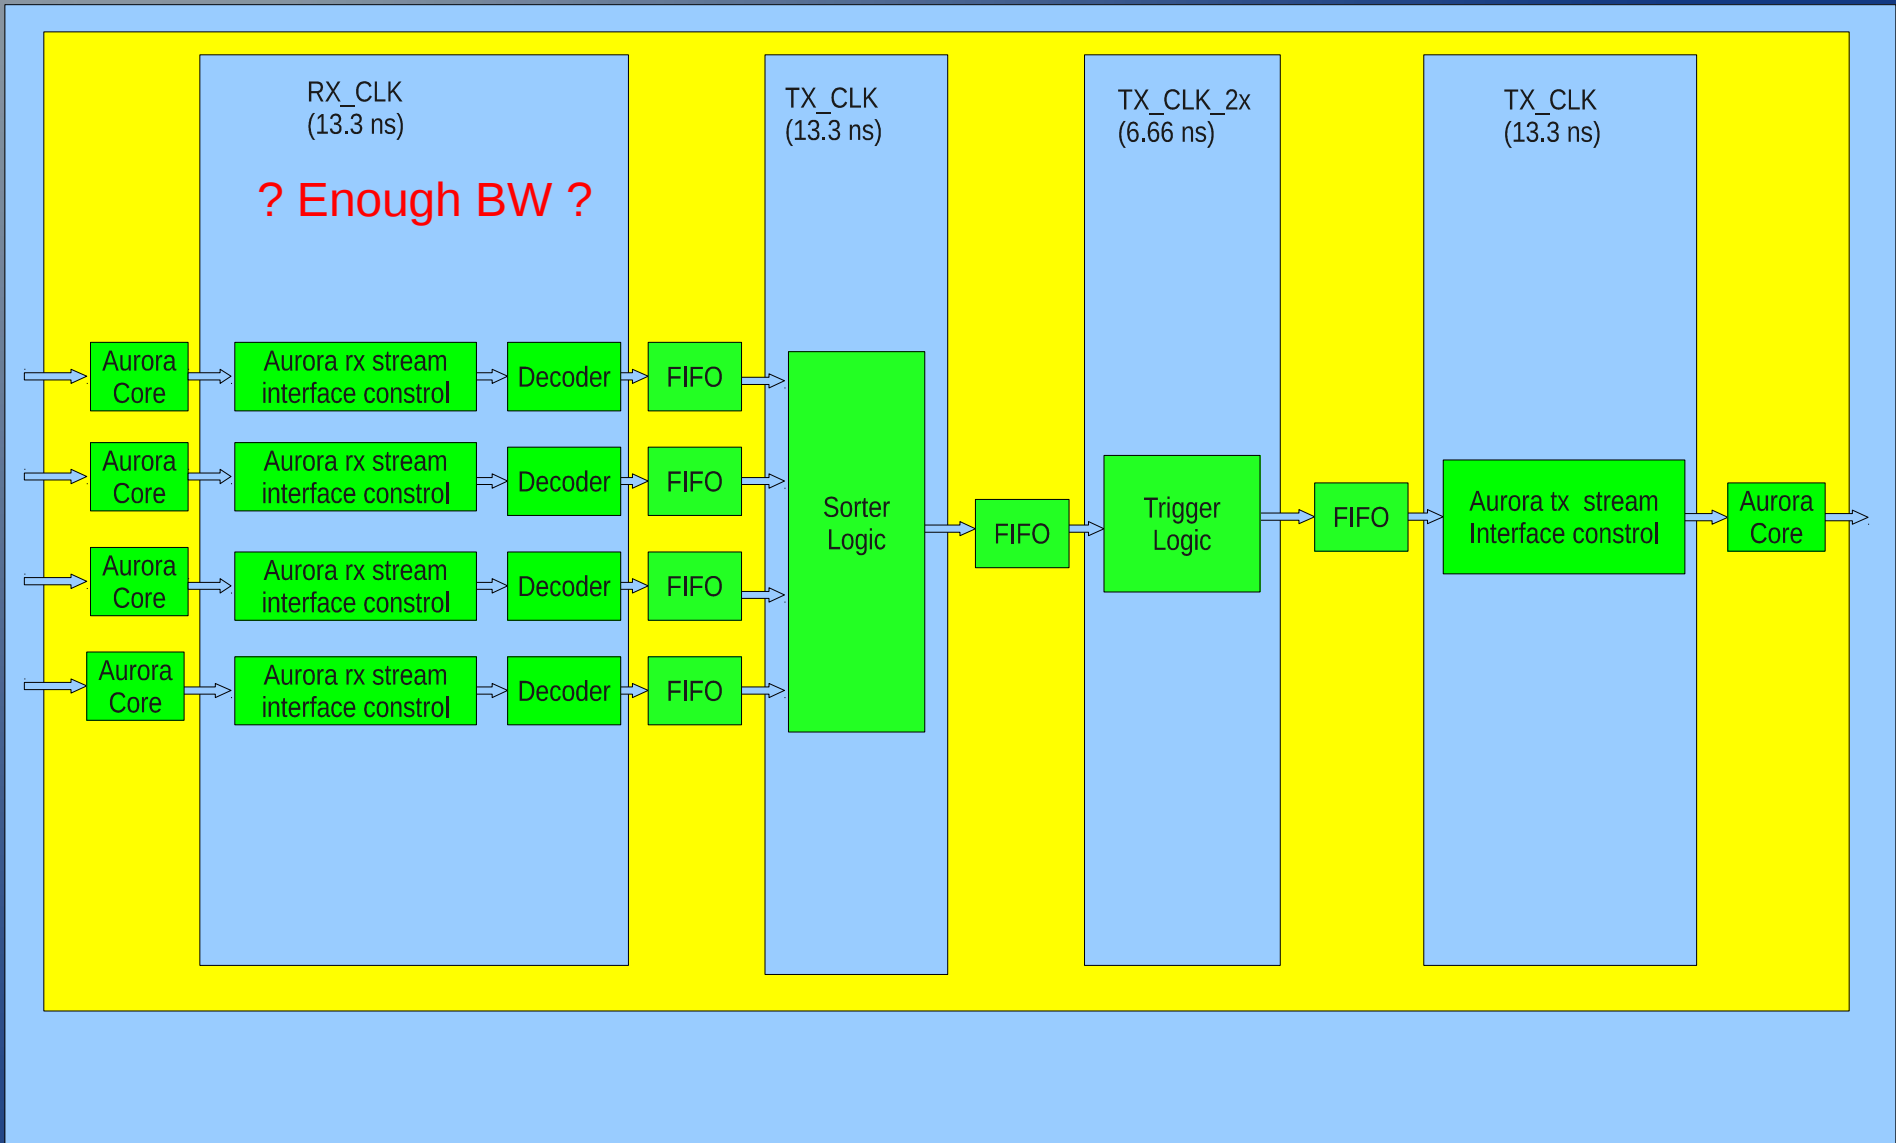 RX_CLK
(13.3 ns)
TX_CLK
(13.3 ns)
TX_CLK_2x
(6.66 ns)
TX_CLK
(13.3 ns)
? Enough BW ?
Aurora
Core
Aurora rx stream
interface constrol
Decoder
FIFO
Aurora
Core
Aurora rx stream
interface constrol
Decoder
FIFO
Aurora
Core
Aurora rx stream
interface constrol
Decoder
FIFO
Aurora
Core
Aurora rx stream
interface constrol
Decoder
FIFO
Sorter
Logic
FIFO
Trigger
Logic
FIFO
Aurora tx  stream
Interface constrol
Aurora
Core